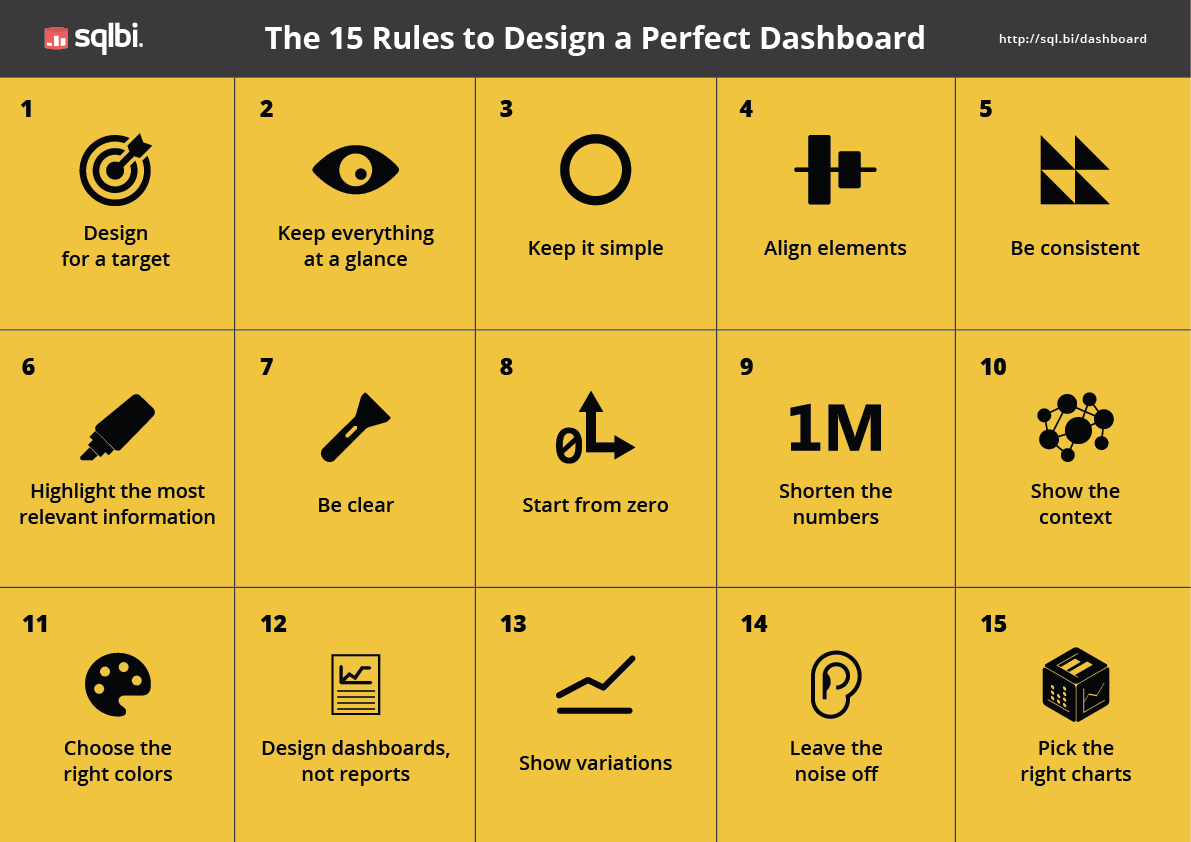 sqlbi.
The 15 Rules to Design a Perfect Dashboard
http://sql.bi/dashboard
1
Design
for a target
2
Keep everything
at a glance
3
Keep it simple
4
Align elements
5
Be consistent
6
Highlight the most
relevant information
7
Be clear
8
0
Start from zero
9
1M
Shorten the
numbers
10
Show the
context
11
Choose the
right colors
12
Design dashboards,
not reports
13
Show variations
14
Leave the
noise off
15
Pick the
right charts